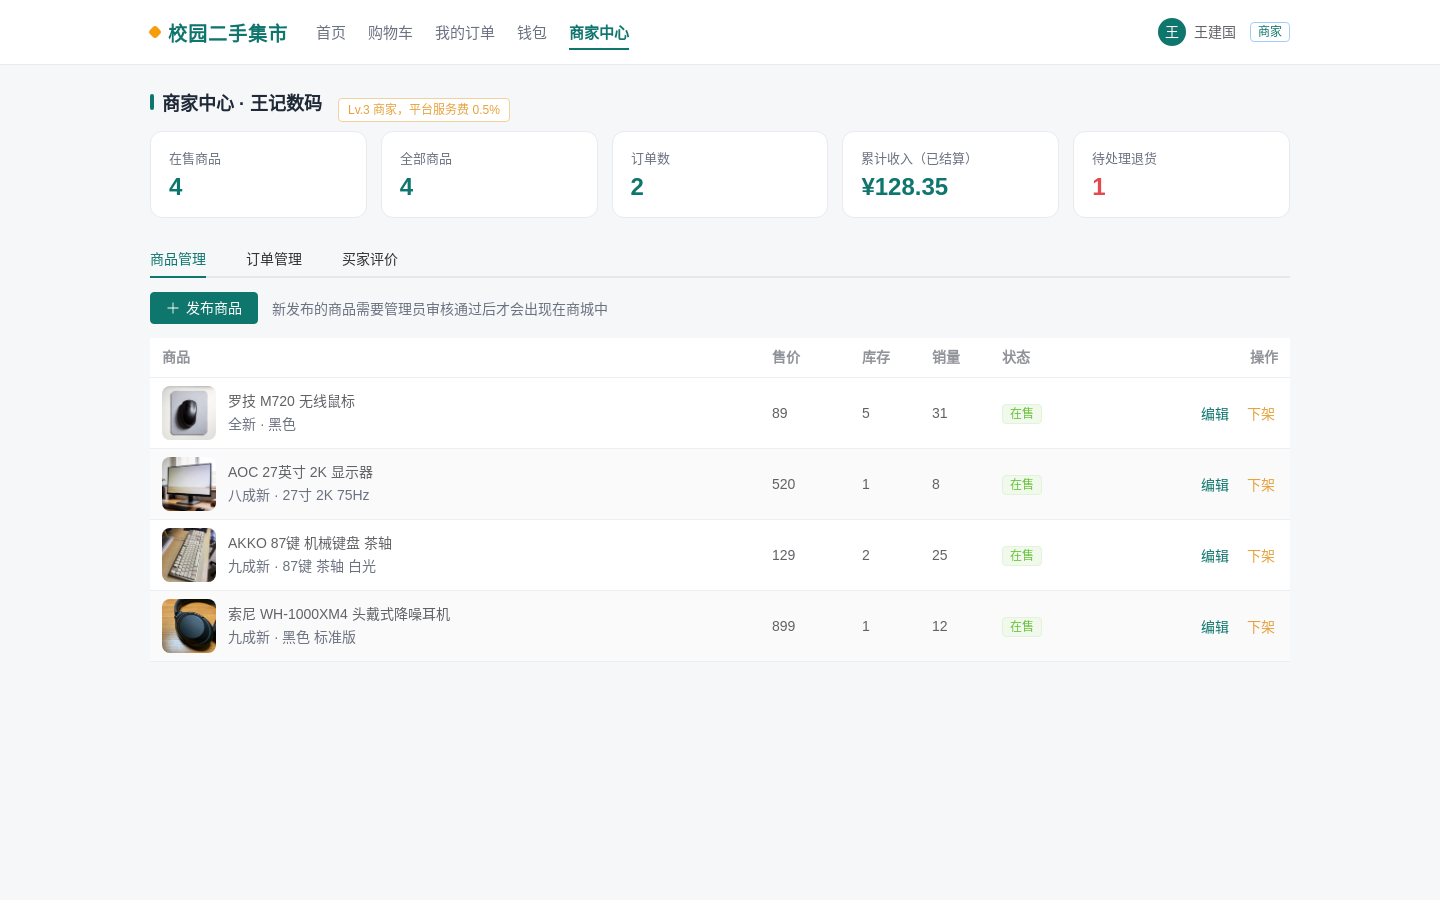 校园二手集市 首页 购物车 我的订单 钱包 商家中心 王 王建国 商家
商家中心 · 王记数码 Lv.3 商家，平台服务费 0.5%
在售商品 全部商品 订单数 累计收入（已结算） 待处理退货
4 4 2 ¥128.35 1
商品管理 订单管理 买家评价
发布商品 新发布的商品需要管理员审核通过后才会出现在商城中
商品 售价 库存 销量 状态 操作
罗技 M720 无线鼠标
全新 · 黑色
89 5 31 在售 编辑 下架
AOC 27英寸 2K 显示器
八成新 · 27寸 2K 75Hz
520 1 8 在售 编辑 下架
AKKO 87键 机械键盘 茶轴
九成新 · 87键 茶轴 白光
129 2 25 在售 编辑 下架
索尼 WH-1000XM4 头戴式降噪耳机
九成新 · 黑色 标准版
899 1 12 在售 编辑 下架